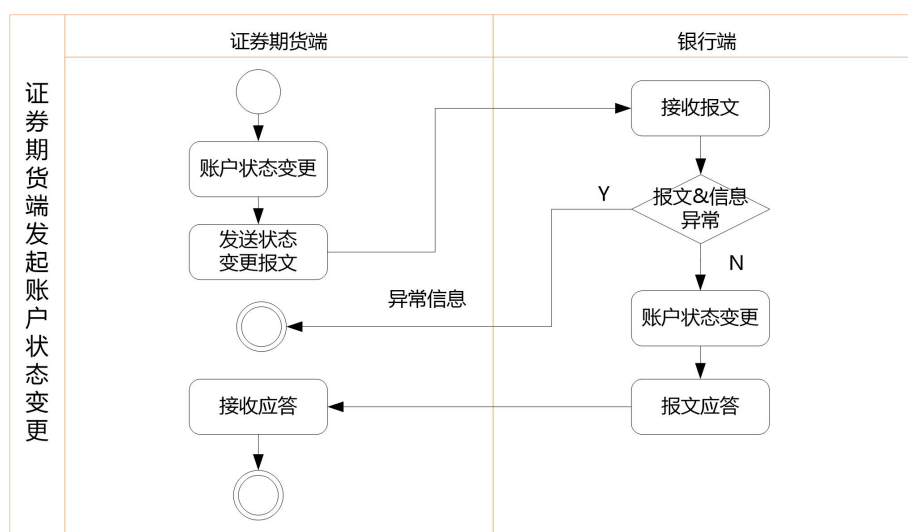 证券期货端发起账户状态变更
证券期货端
银行端
账户状态变更
发送状态
变更报文
接收报文
报文&信息
异常
Y
N
异常信息
账户状态变更
报文应答
接收应答